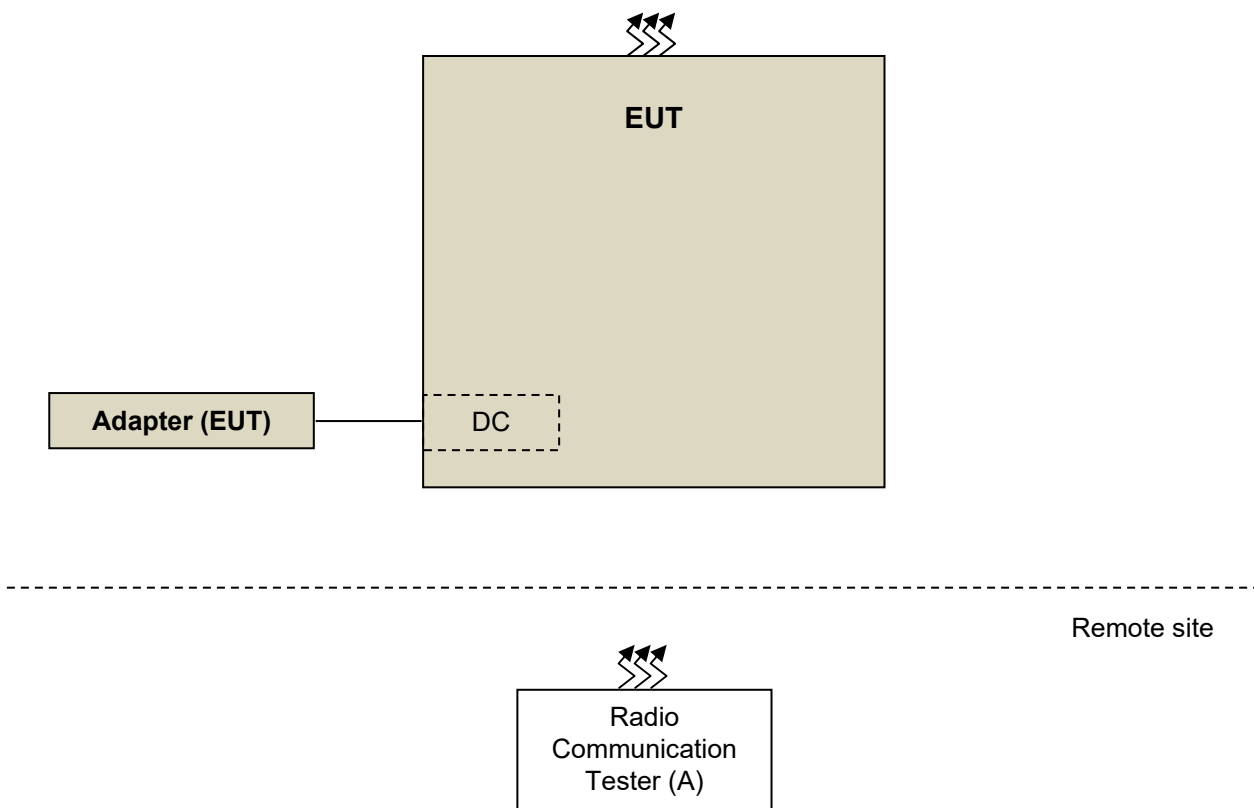 EUT
Adapter (EUT)
DC
Remote site
Radio
Communication
Tester (A)